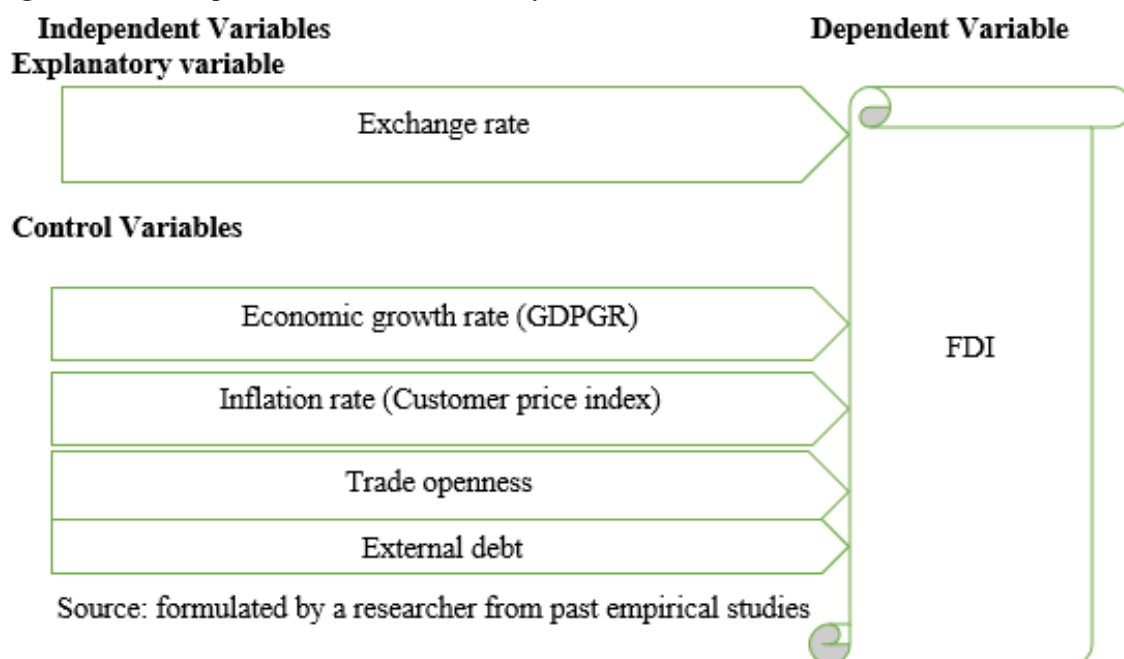 Independent Variables
Dependent Variable
Explanatory variable
Exchange rate
Control Variables
Economic growth rate (GDPGR)
FDI
Inflation rate (Customer price index)
Trade openness
External debt
Source: formulated by a researcher from past empirical studies